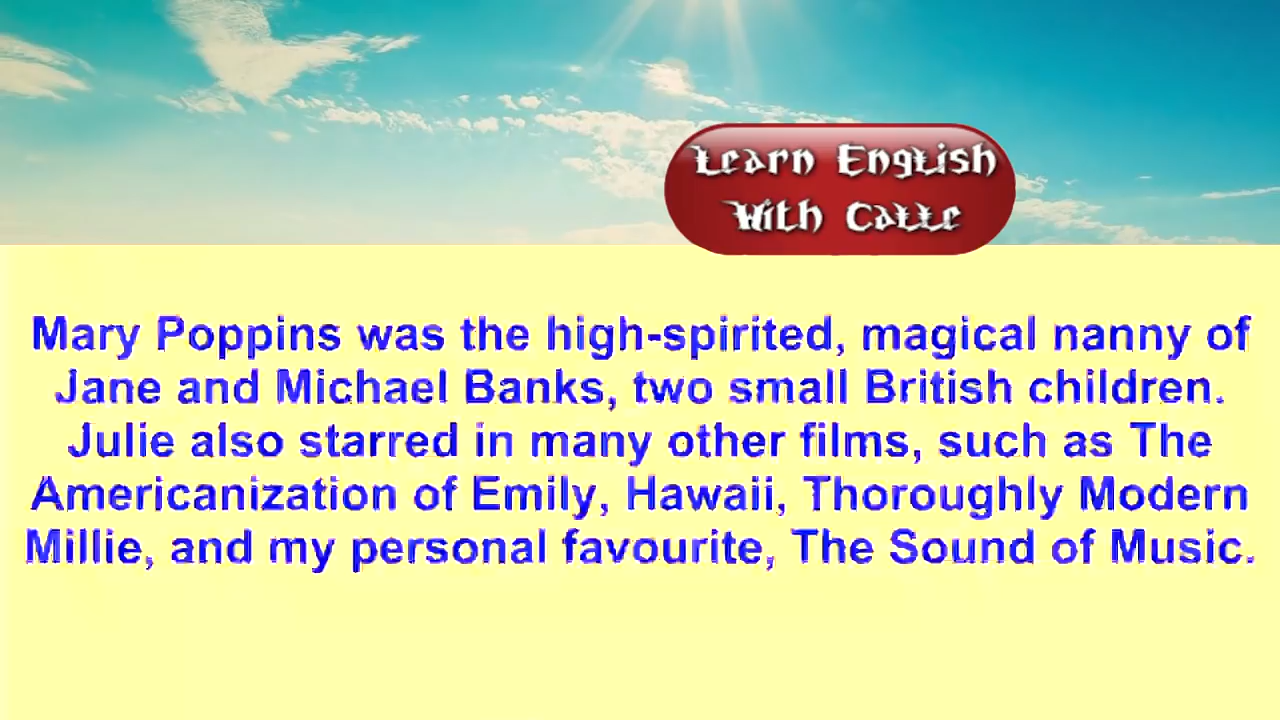 Learn English
With Calle
Mary Poppins was the high-spirited, magical nanny of
Jane and Michael Banks, two small British children.
Julie also starred in many other films, such as The
Americanization of Emily, Hawaii, Thoroughly Modern
Millie, and my personal favourite, The Sound of Music.